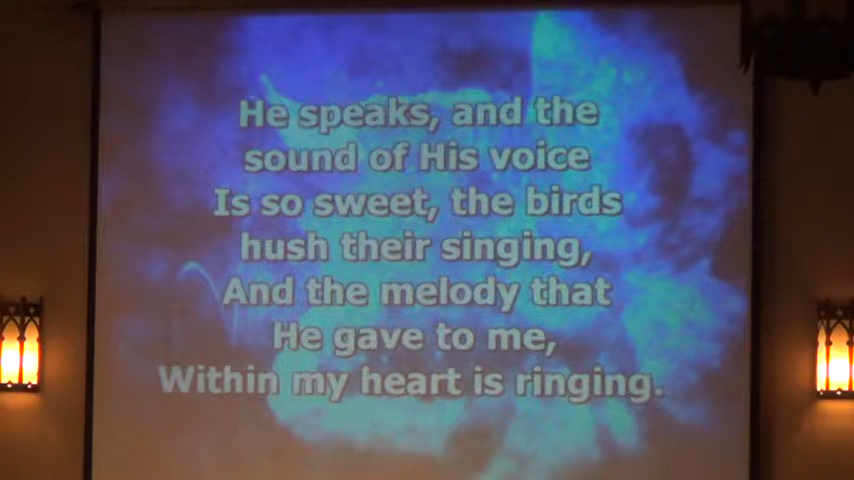 He speaks, and the
sound of His voice
Is so sweet, the birds
hush their singing,
And the melody that
He gave to me,
Within my heart is ringing.